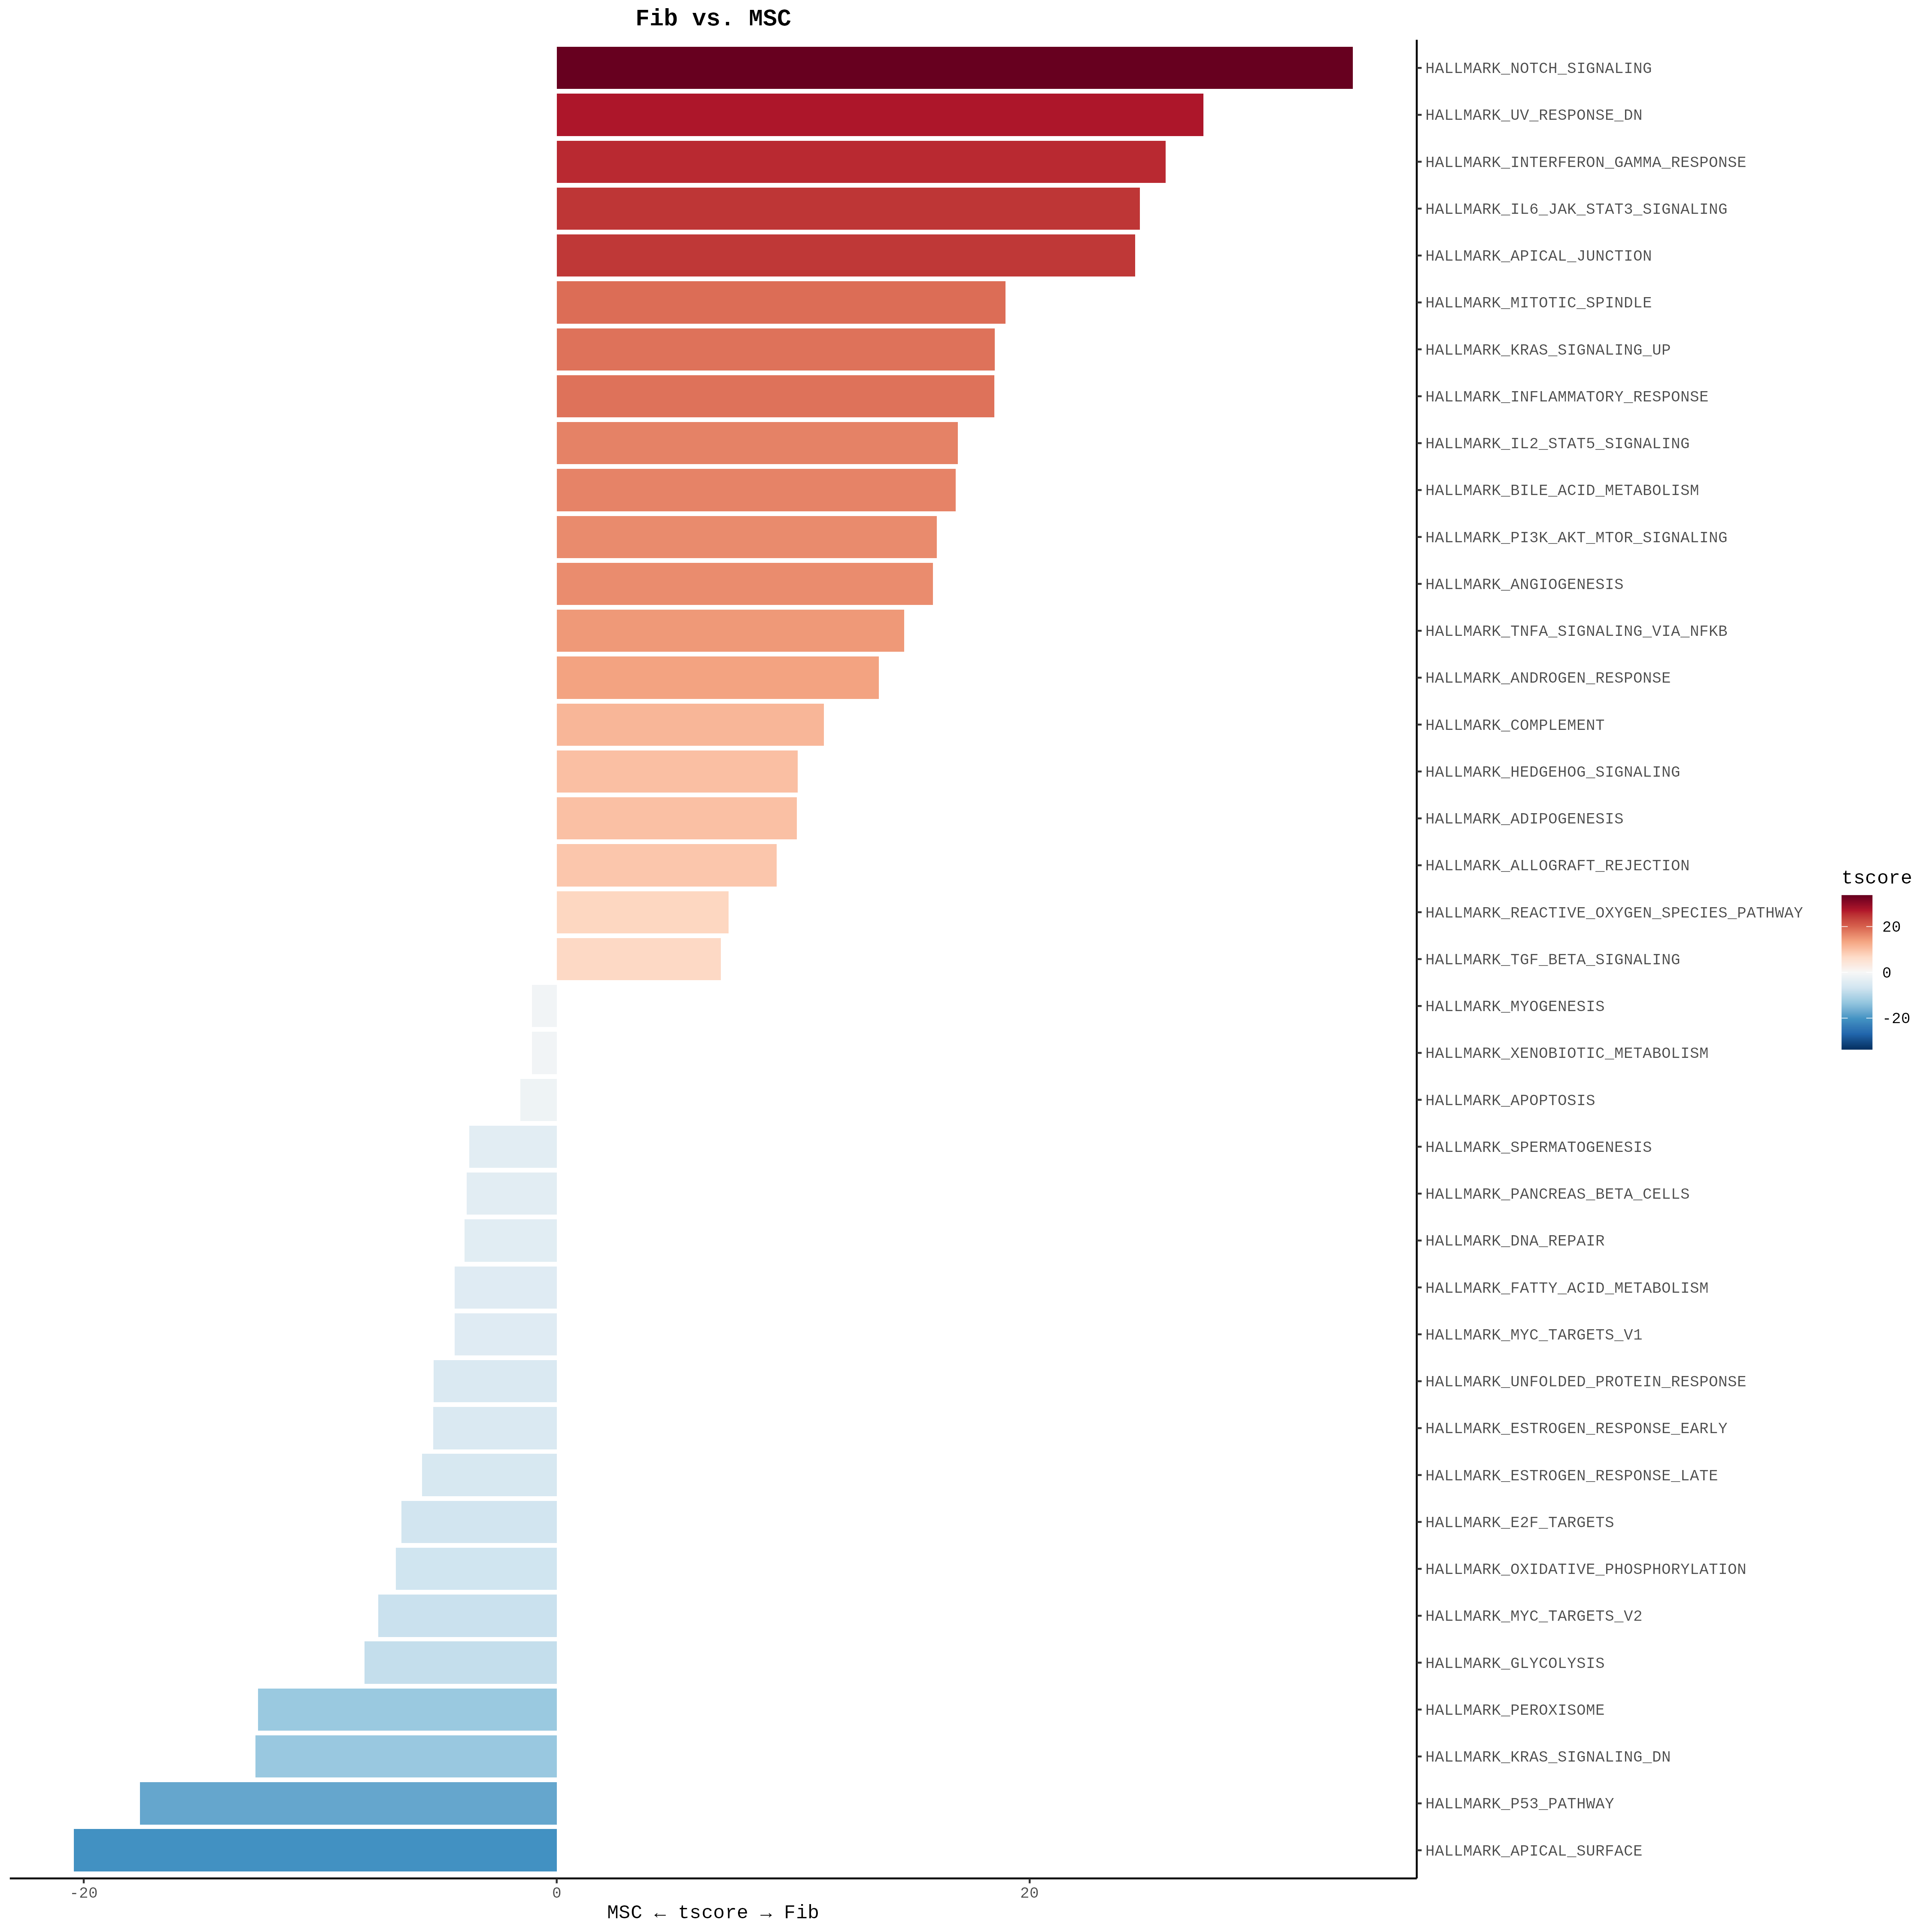 Fib vs. MSC
HALLMARK_NOTCH_SIGNALING
HALLMARK_UV_RESPONSE_DN
HALLMARK_INTERFERON_GAMMA_RESPONSE
HALLMARK_IL6_JAK_STAT3_SIGNALING
HALLMARK_APICAL_JUNCTION
HALLMARK_MITOTIC_SPINDLE
HALLMARK_KRAS_SIGNALING_UP
HALLMARK_INFLAMMATORY_RESPONSE
HALLMARK_IL2_STAT5_SIGNALING
HALLMARK_BILE_ACID_METABOLISM
HALLMARK_PI3K_AKT_MTOR_SIGNALING
HALLMARK_ANGIOGENESIS
HALLMARK_TNFA_SIGNALING_VIA_NFKB
HALLMARK_ANDROGEN_RESPONSE
HALLMARK_COMPLEMENT
HALLMARK_HEDGEHOG_SIGNALING
HALLMARK_ADIPOGENESIS
HALLMARK_ALLOGRAFT_REJECTION
HALLMARK_REACTIVE_OXYGEN_SPECIES_PATHWAY
HALLMARK_TGF_BETA_SIGNALING
HALLMARK_MYOGENESIS
HALLMARK_XENOBIOTIC_METABOLISM
HALLMARK_APOPTOSIS
HALLMARK_SPERMATOGENESIS
HALLMARK_PANCREAS_BETA_CELLS
HALLMARK_DNA_REPAIR
HALLMARK_FATTY_ACID_METABOLISM
HALLMARK_MYC_TARGETS_V1
HALLMARK_UNFOLDED_PROTEIN_RESPONSE
HALLMARK_ESTROGEN_RESPONSE_EARLY
HALLMARK_ESTROGEN_RESPONSE_LATE
HALLMARK_E2F_TARGETS
HALLMARK_OXIDATIVE_PHOSPHORYLATION
HALLMARK_MYC_TARGETS_V2
HALLMARK_GLYCOLYSIS
HALLMARK_PEROXISOME
HALLMARK_KRAS_SIGNALING_DN
HALLMARK_P53_PATHWAY
HALLMARK_APICAL_SURFACE
-20 0 20
MSC ← tscore → Fib
tscore
20
0
-20